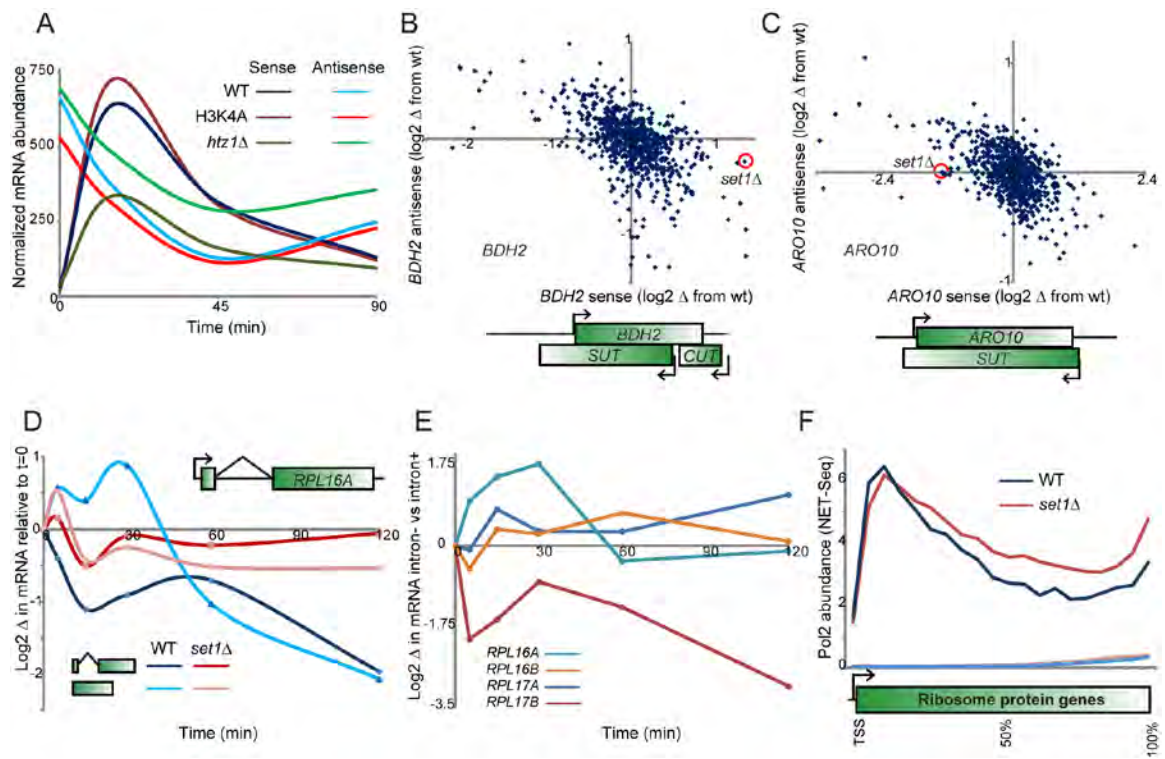 A
Normalized mRNA abundance
750
500
250
0
0
45
90
Time (min)
Sense
Antisense
WT
H3K4A
htz1Δ
B
BDH2 antisense (log2 Δ from wt)
1
-2
-1
1
-1
set1Δ
BDH2
BDH2 sense (log2 Δ from wt)
BDH2
SUT
CUT
C
ARO10 antisense (log2 Δ from wt)
1
set1Δ
-2.4
2.4
ARO10
-1
ARO10 sense (log2 Δ from wt)
ARO10
SUT
D
Log2 Δ in mRNA relative to t=0
1
0
-1
-2
0
30
60
90
120
RPL16A
WT
set1Δ
Time (min)
E
Log2 Δ in mRNA intron- vs intron+
1.75
0
-1.75
-3.5
0
30
60
90
120
RPL16A
RPL16B
RPL17A
RPL17B
Time (min)
F
Pol2 abundance (NET-Seq)
6
4
2
0
WT
set1Δ
Ribosome protein genes
TSS
50%
100%